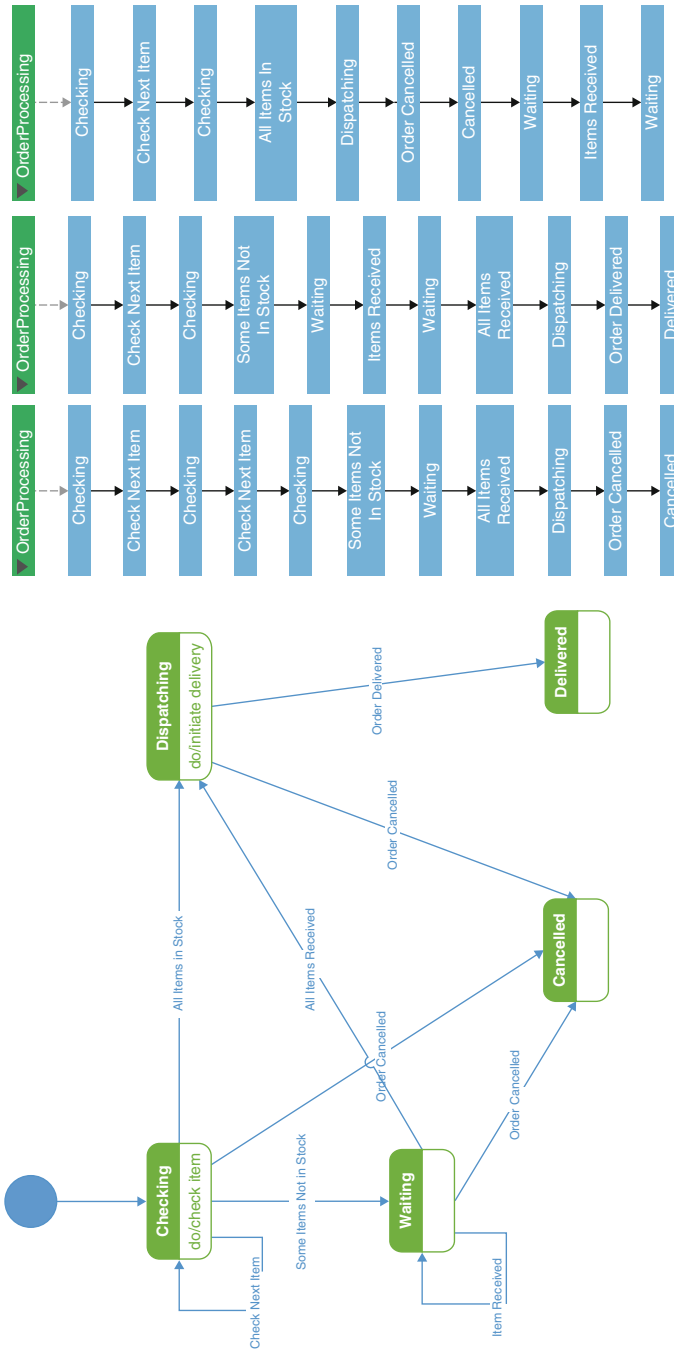 Checking
do/check item
Check Next Item
All Items in Stock
Dispatching
do/initiate delivery
Some Items Not in Stock
Order Cancelled
All Items Received
Order Cancelled
Order Delivered
Waiting
Item Received
Order Cancelled
Cancelled
Delivered
OrderProcessing
Checking
Check Next Item
Checking
Check Next Item
Checking
Some Items Not
In Stock
Waiting
All Items
Received
Dispatching
Order Cancelled
Cancelled
OrderProcessing
Checking
Check Next Item
Checking
Some Items Not
In Stock
Waiting
Items Received
Waiting
All Items
Received
Dispatching
Order Delivered
Delivered
OrderProcessing
Checking
Check Next Item
Checking
All Items In
Stock
Dispatching
Order Cancelled
Cancelled
Waiting
Items Received
Waiting